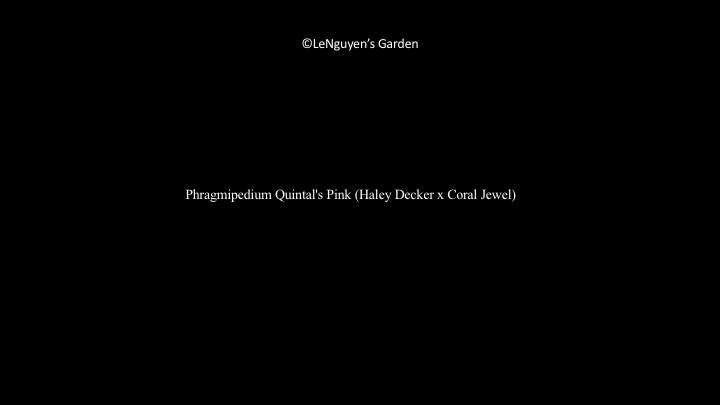 ©LeNguyen’s Garden
Phragmipedium Quintal's Pink (Haley Decker x Coral Jewel)